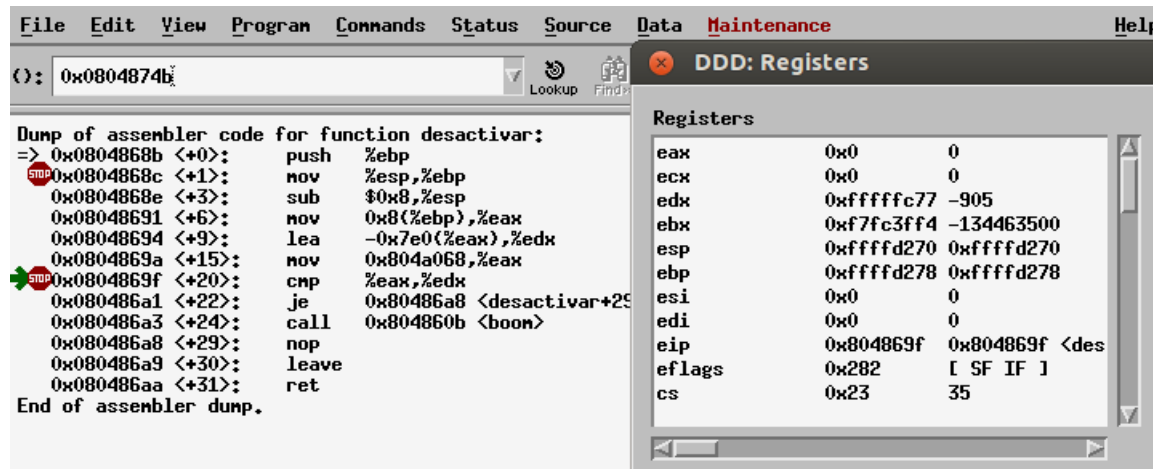 File Edit View Program Commands Status Source Data Maintenance Help
(): 0x0804874b
Lookup Find»
DDD: Registers
Registers
Dump of assembler code for function desactivar:
=> 0x0804868b <+0>: push %ebp
STOP 0x0804868c <+1>: mov %esp,%ebp
0x0804868e <+3>: sub $0x8,%esp
0x08048691 <+6>: mov 0x8(%ebp),%eax
0x08048694 <+9>: lea -0x7e0(%eax),%edx
0x0804869a <+15>: mov 0x804a068,%eax
STOP 0x0804869f <+20>: cmp %eax,%edx
0x080486a1 <+22>: je 0x80486a8 <desactivar+29
0x080486a3 <+24>: call 0x804860b <boom>
0x080486a8 <+29>: nop
0x080486a9 <+30>: leave
0x080486aa <+31>: ret
End of assembler dump.
eax 0x0 0
ecx 0x0 0
edx 0xfffffc77 -905
ebx 0xf7fc3ff4 -134463500
esp 0xffffd270 0xffffd270
ebp 0xffffd278 0xffffd278
esi 0x0 0
edi 0x0 0
eip 0x804869f 0x804869f <des
eflags 0x282 [ SF IF ]
cs 0x23 35